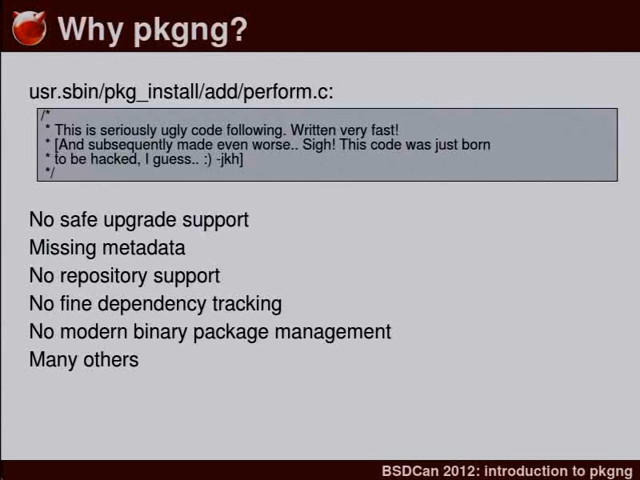 Why pkgng?
usr.sbin/pkg_install/add/perform.c:
/*
* This is seriously ugly code following. Written very fast!
* [And subsequently made even worse.. Sigh! This code was just born
* to be hacked, I guess.. :) -jkh]
*/
No safe upgrade support
Missing metadata
No repository support
No fine dependency tracking
No modern binary package management
Many others
BSDCan 2012: introduction to pkgng